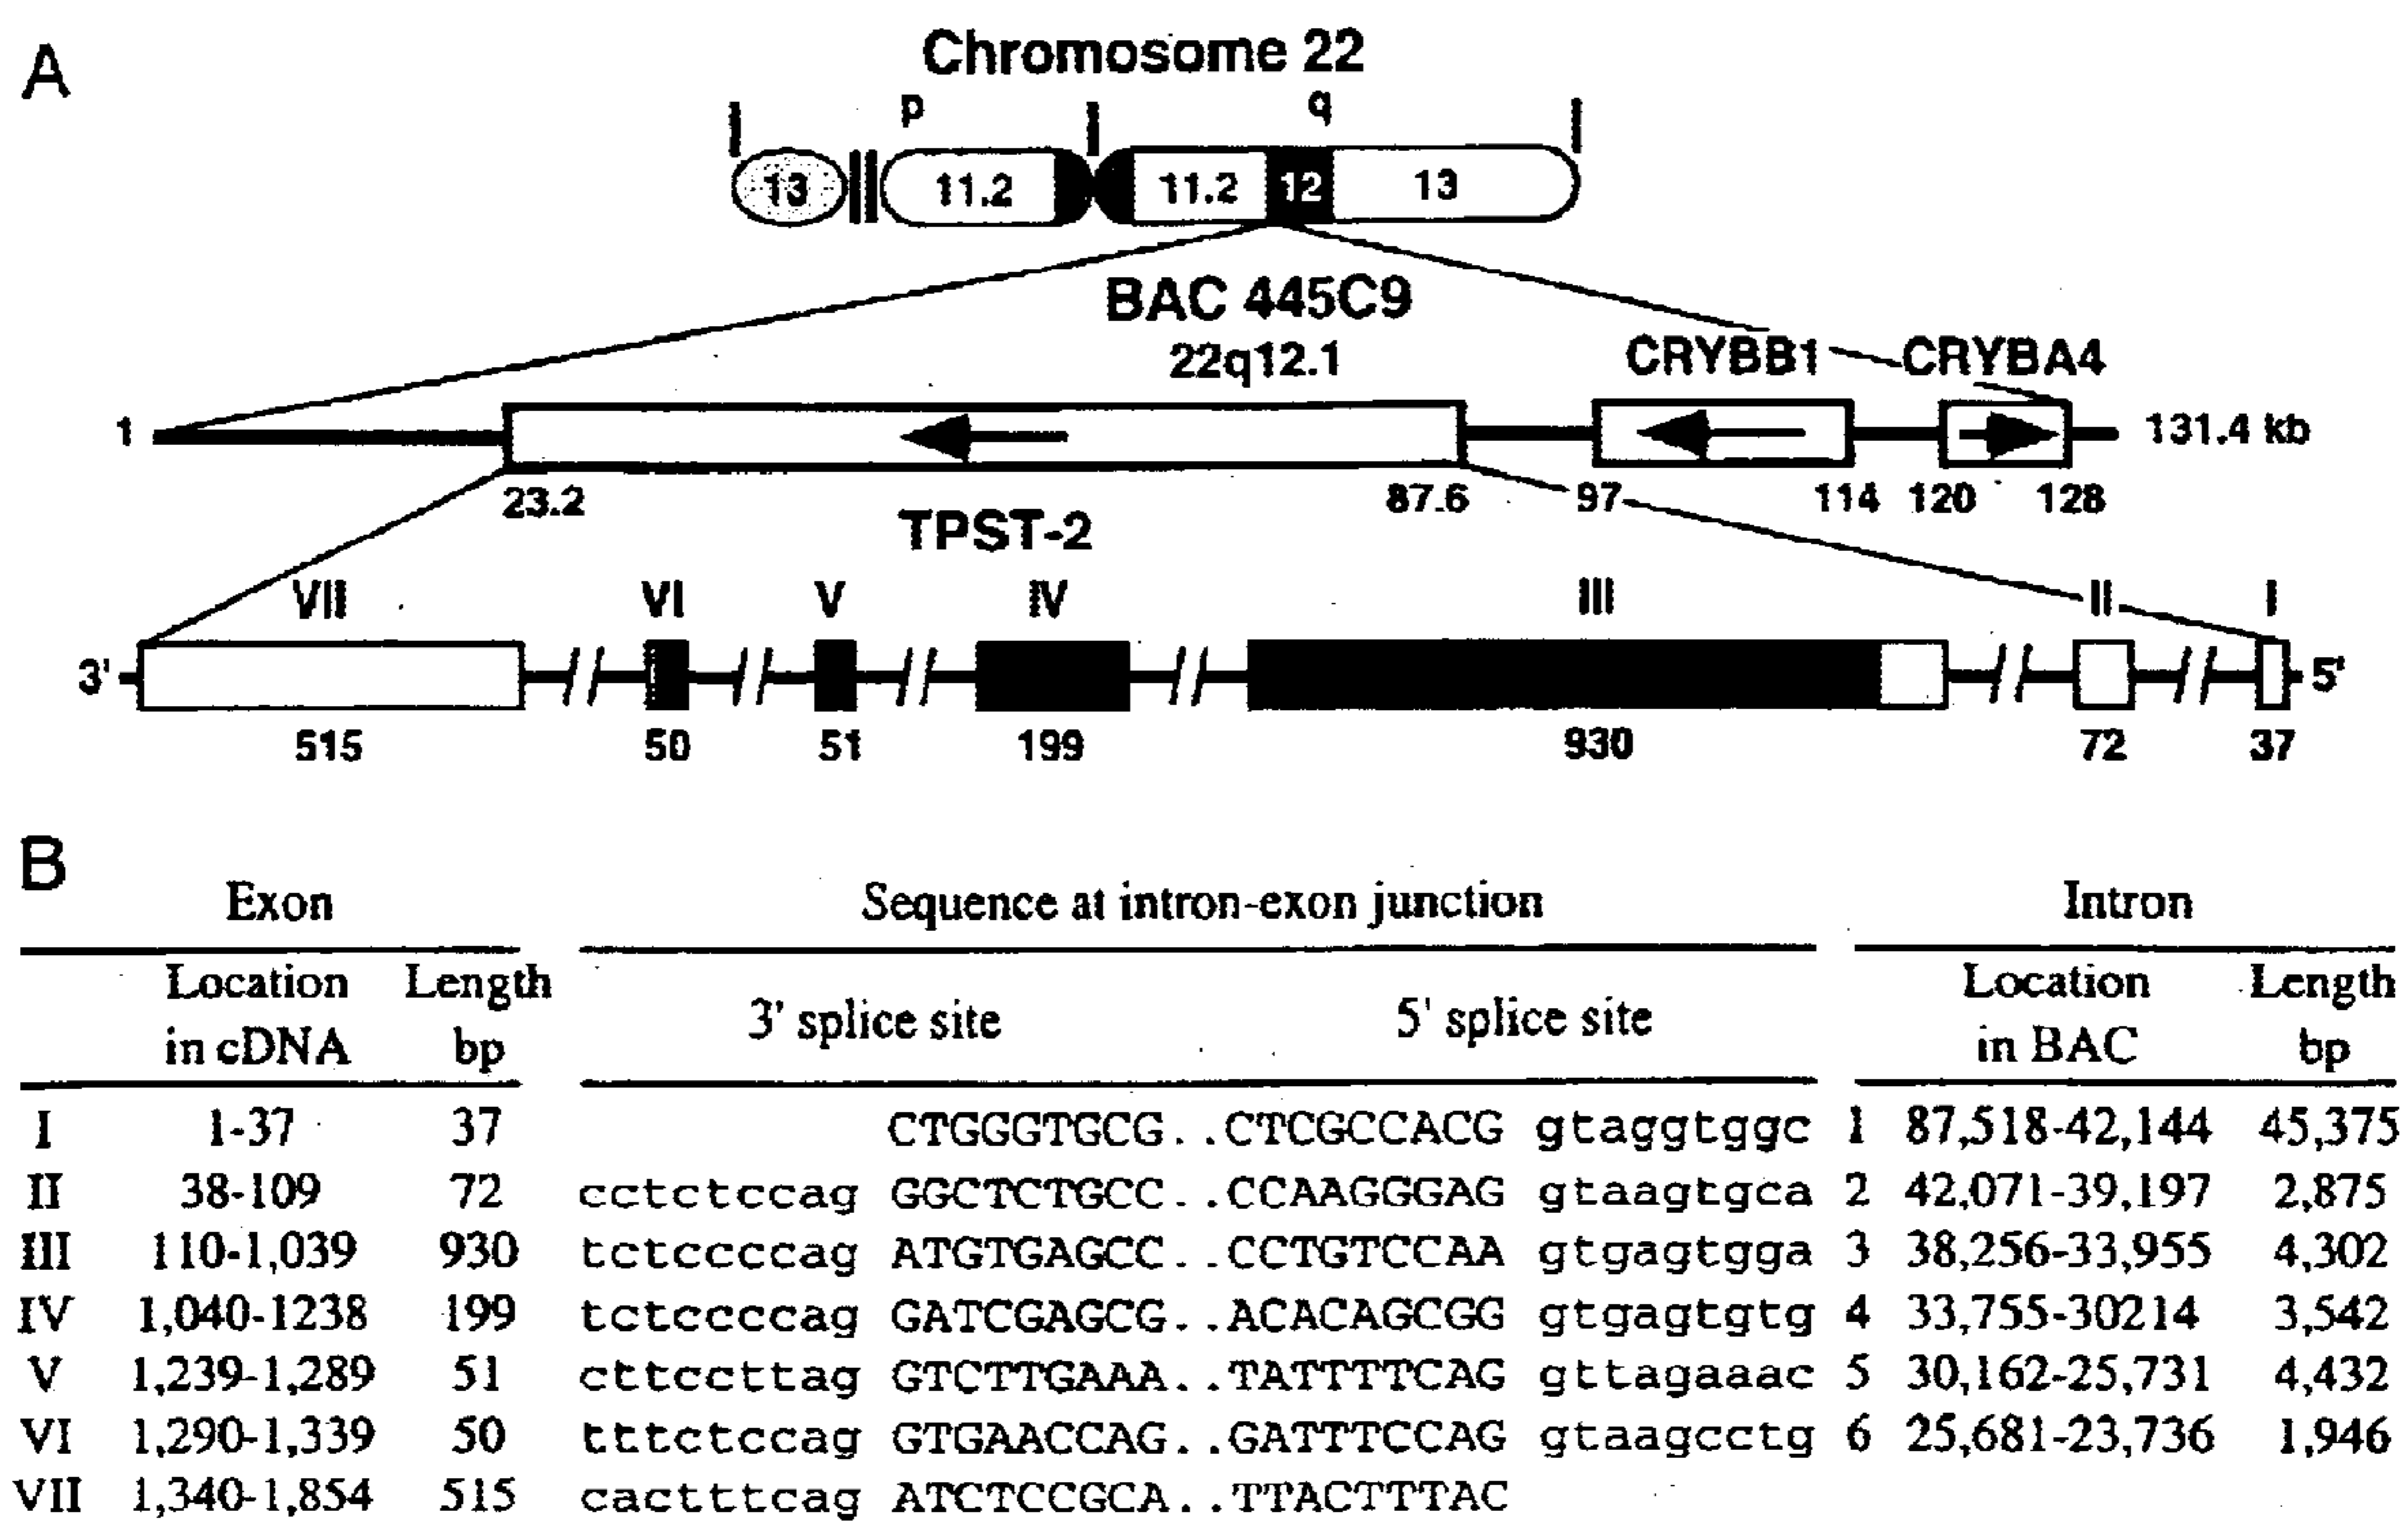 A
Chromosome 22
p q
13 11.2 11.2 12 13
BAC 445C9
22q12.1
CRYBB1 CRYBA4
1 131.4 kb
23.2 87.6 97 114 120 128
TPST-2
VII VI V IV III II I
3' 5'
515 50 51 199 930 72 37
B
Exon Sequence at intron-exon junction Intron
Location Length Location Length
3' splice site 5' splice site
in cDNA bp in BAC bp
I 1-37 37 CTGGGTGCG..CTCGCCACG gtaggtggc 1 87,518-42,144 45,375
II 38-109 72 cctctccag GGCTCTGCC..CCAAGGGAG gtaagtgca 2 42,071-39,197 2,875
III 110-1,039 930 tctccccag ATGTGAGCC..CCTGTCCAA gtgagtgga 3 38,256-33,955 4,302
IV 1,040-1238 199 tctccccag GATCGAGCG..ACACAGCGG gtgagtgtg 4 33,755-30214 3,542
V 1,239-1,289 51 cttccttag GTCTTGAAA..TATTTTCAG gttagaaac 5 30,162-25,731 4,432
VI 1,290-1,339 50 tttctccag GTGAACCAG..GATTTCCAG gtaagcctg 6 25,681-23,736 1,946
VII 1,340-1,854 515 cactttcag ATCTCCGCA..TTACTTTAC